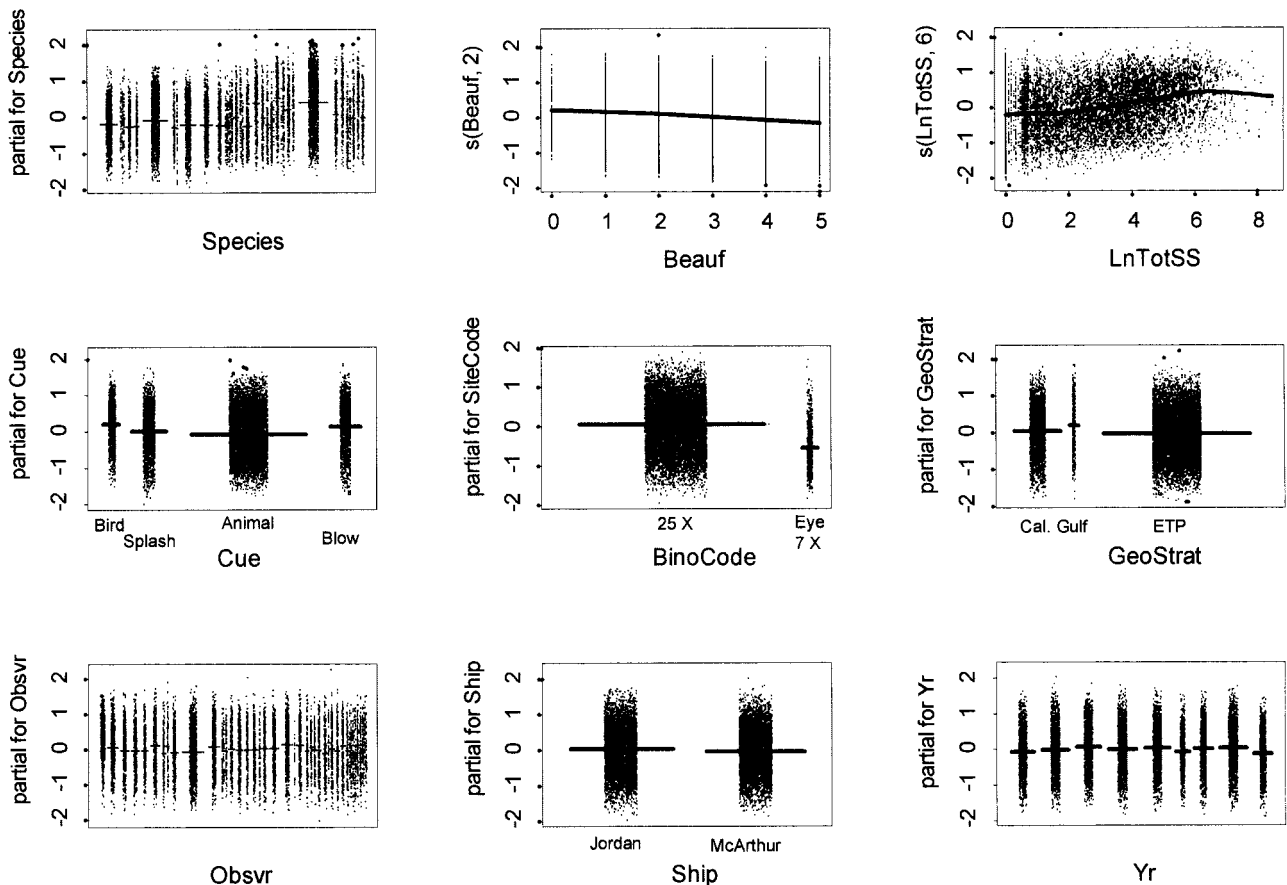 partial for Species
2
1
0
-1
-2
Species
s(Beauf, 2)
2
1
0
-1
-2
0 1 2 3 4 5
Beauf
s(LnTotSS, 6)
2
1
0
-1
-2
0 2 4 6 8
LnTotSS
partial for Cue
2
1
0
-1
-2
Bird Splash Animal Blow
Cue
partial for SiteCode
2
1
0
-1
-2
25 X Eye
7 X
BinoCode
partial for GeoStrat
2
1
0
-1
-2
Cal. Gulf ETP
GeoStrat
partial for Obsvr
2
1
0
-1
-2
Obsvr
partial for Ship
2
1
0
-1
-2
Jordan McArthur
Ship
partial for Yr
2
1
0
-1
-2
Yr